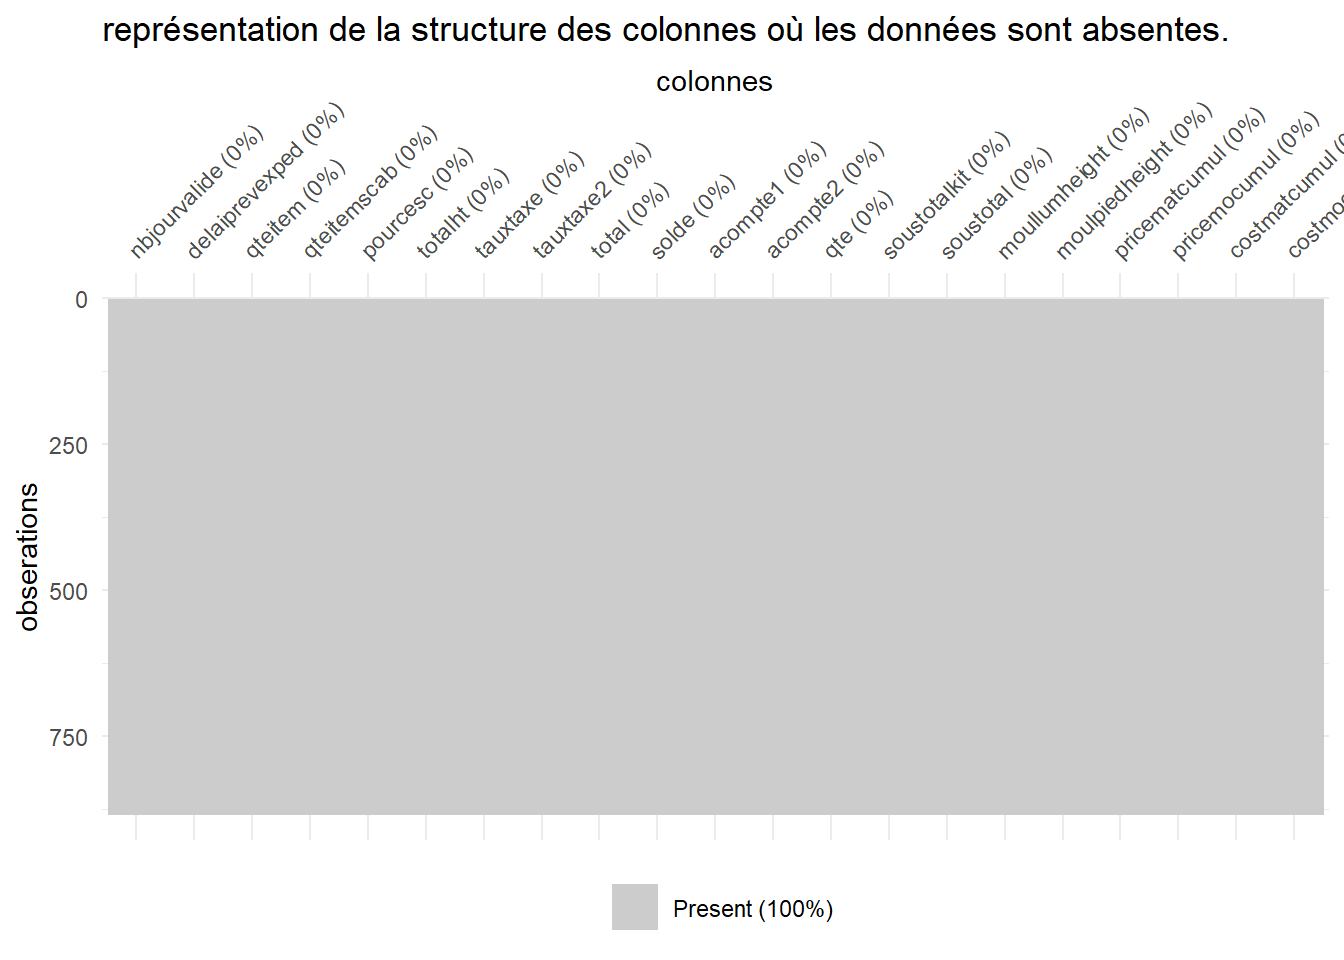 représentation de la structure des colonnes où les données sont absentes.
colonnes
nbjourvalide (0%)
delaiprevexped (0%)
qteitem (0%)
qteitemscab (0%)
pourcesc (0%)
totalht (0%)
tauxtaxe (0%)
tauxtaxe2 (0%)
total (0%)
solde (0%)
acompte1 (0%)
acompte2 (0%)
qte (0%)
soustotalkit (0%)
soustotal (0%)
moullumheight (0%)
moulpiedheight (0%)
pricematcumul (0%)
pricemocumul (0%)
costmatcumul (0
costmo
0
250
500
750
obserations
Present (100%)